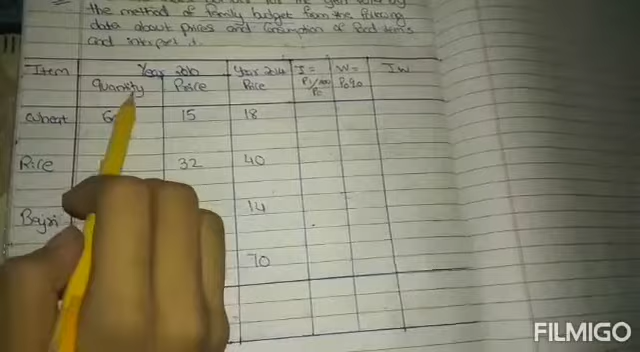 the method of family budget from the following
data about prices and consumption of food items
and interpret it.
Item Year 2010 Year 2014 I = W = IW
Quantity Price Price P1/P0 P0q0
Wheat 15 18
Rice 32 40
Bajri 14
70
FILMIGO